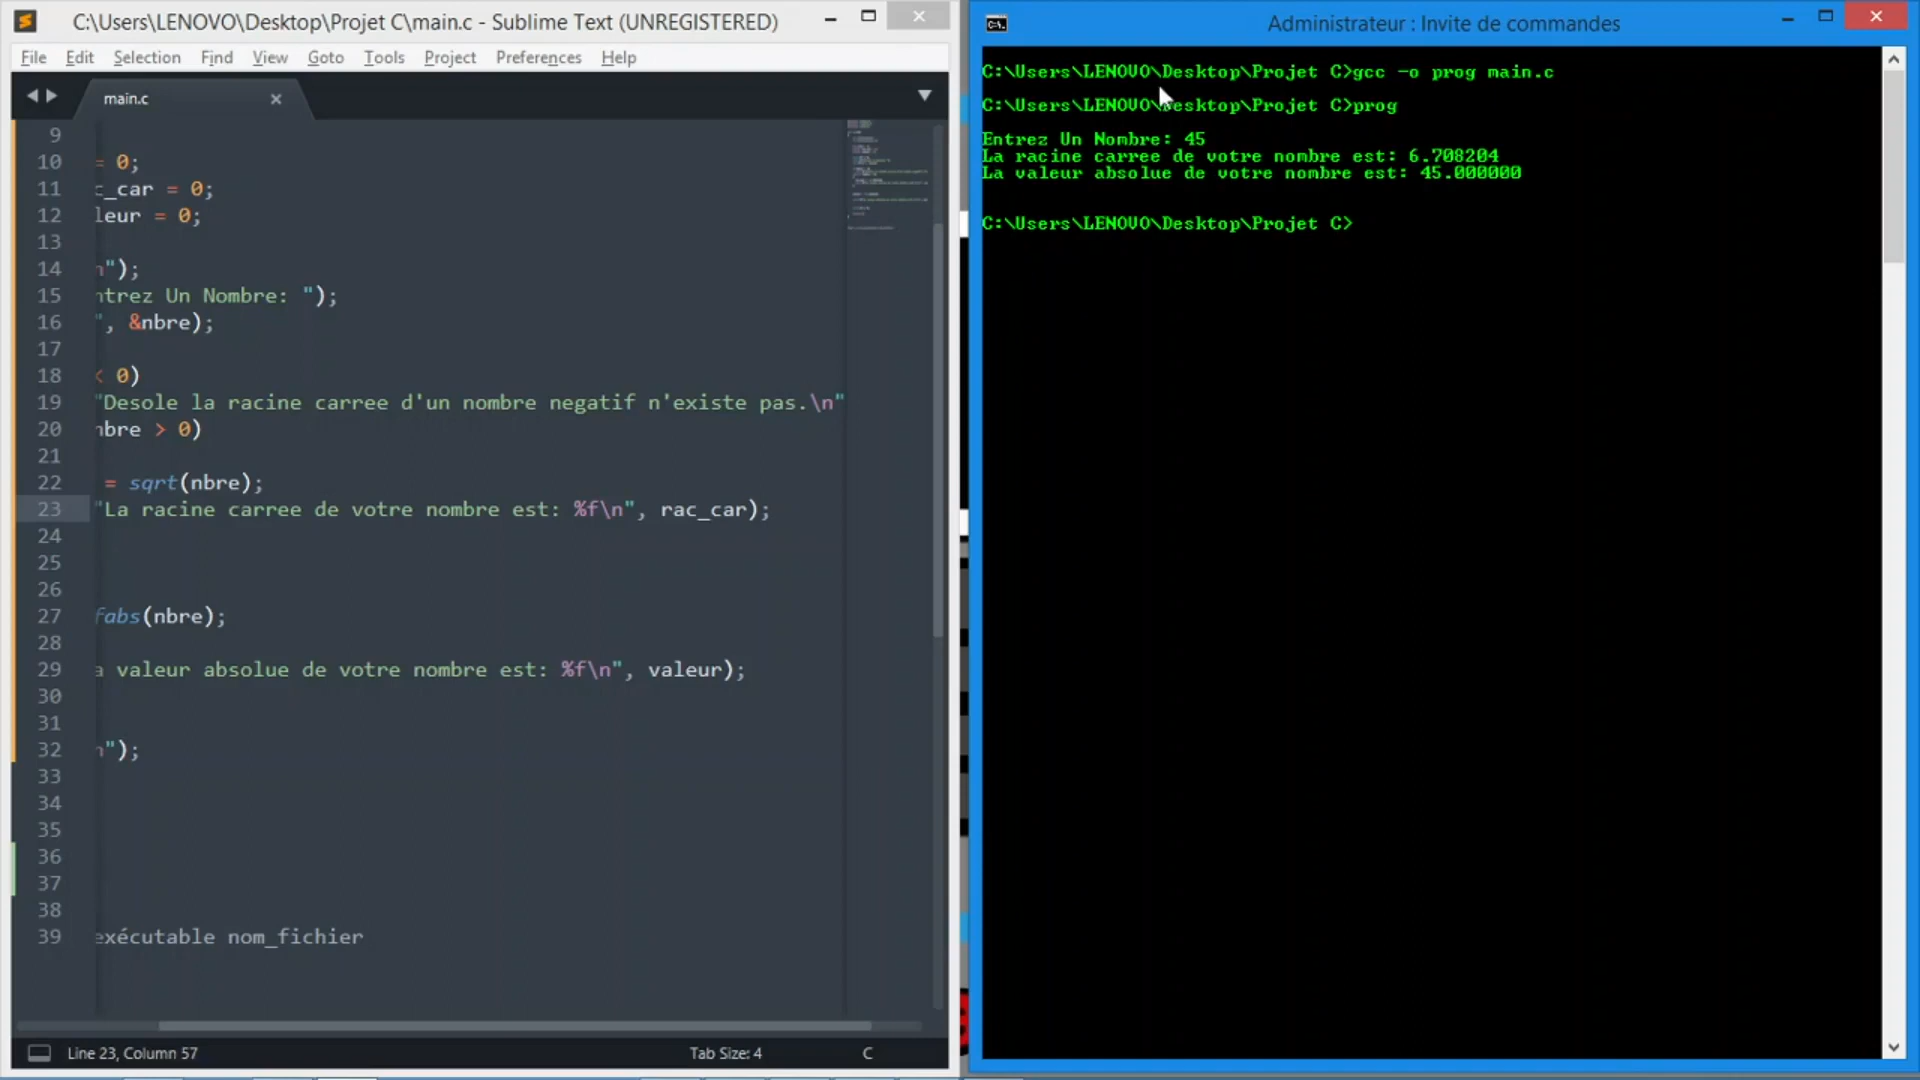 C:\Users\LENOVO\Desktop\Projet C\main.c - Sublime Text (UNREGISTERED)
File Edit Selection Find View Goto Tools Project Preferences Help
main.c
9
10 = 0;
11 c_car = 0;
12 leur = 0;
13
14 n");
15 ntrez Un Nombre: ");
16 ", &nbre);
17
18 < 0)
19 "Desole la racine carree d'un nombre negatif n'existe pas.\n"
20 nbre > 0)
21
22 = sqrt(nbre);
23 "La racine carree de votre nombre est: %f\n", rac_car);
24
25
26
27 fabs(nbre);
28
29 a valeur absolue de votre nombre est: %f\n", valeur);
30
31
32 n");
33
34
35
36
37
38
39 exécutable nom_fichier
Line 23, Column 57 Tab Size: 4 C
Administrateur : Invite de commandes
C:\Users\LENOVO\Desktop\Projet C>gcc -o prog main.c
C:\Users\LENOVO\Desktop\Projet C>prog
Entrez Un Nombre: 45
La racine carree de votre nombre est: 6.708204
La valeur absolue de votre nombre est: 45.000000
C:\Users\LENOVO\Desktop\Projet C>